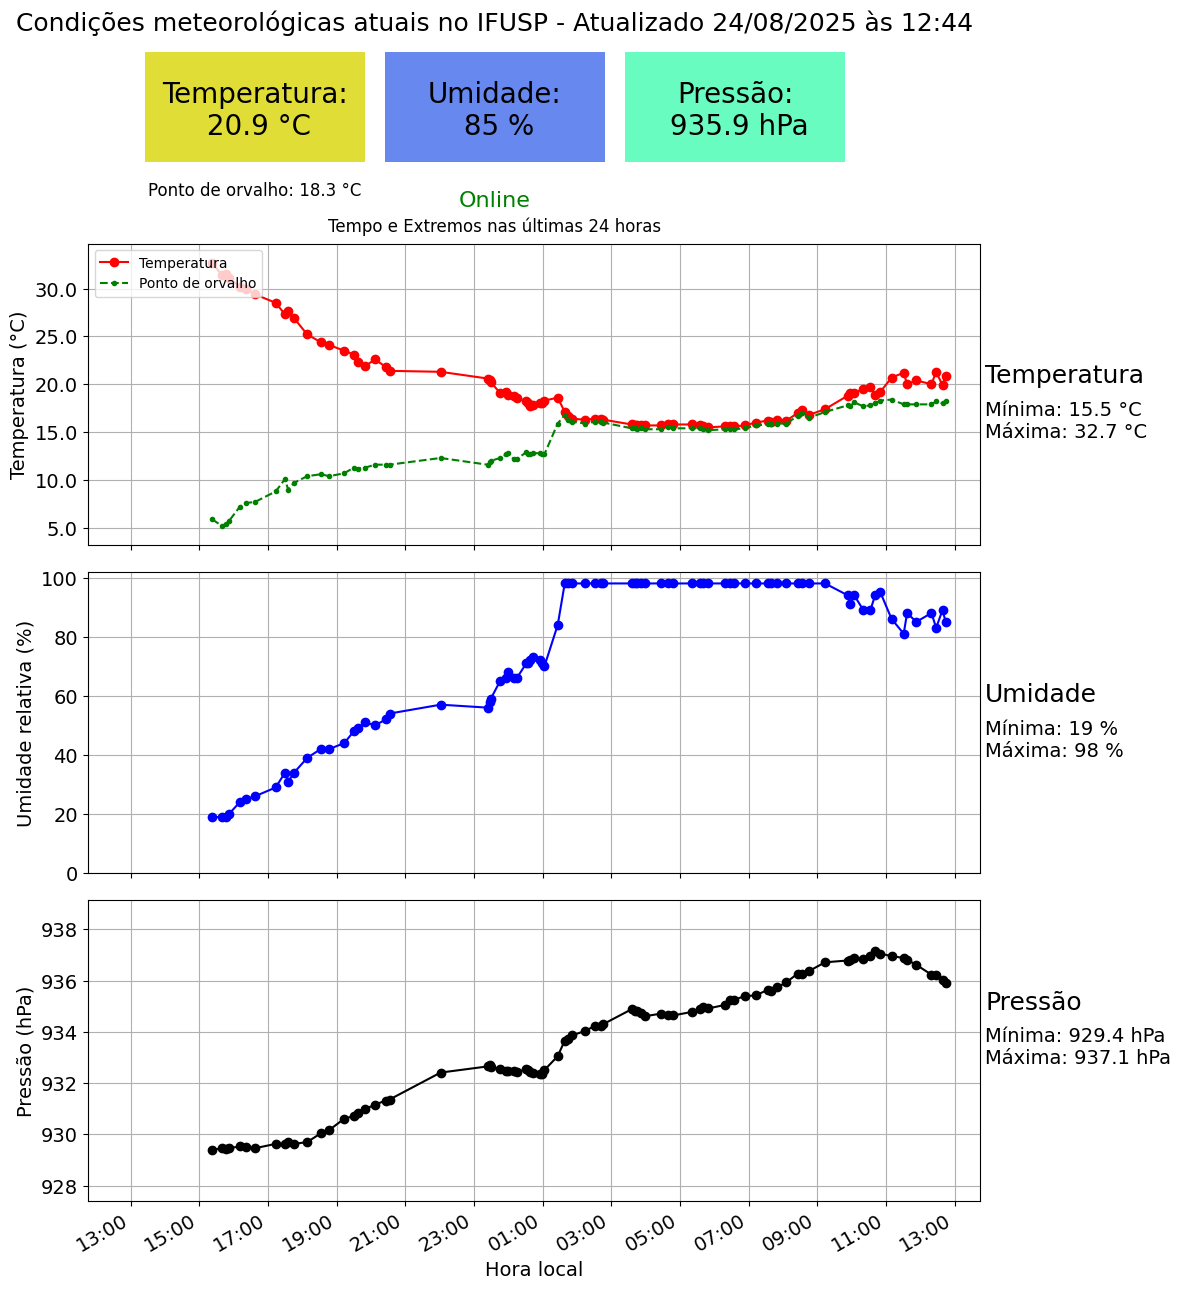 Condições meteorológicas atuais no IFUSP - Atualizado 24/08/2025 às 12:44
Temperatura:
20.9 °C
Umidade:
85 %
Pressão:
935.9 hPa
Ponto de orvalho: 18.3 °C
Online
Tempo e Extremos nas últimas 24 horas
Temperatura
Ponto de orvalho
Temperatura (°C)
30.0
25.0
20.0
15.0
10.0
5.0
Temperatura
Mínima: 15.5 °C
Máxima: 32.7 °C
Umidade relativa (%)
100
80
60
40
20
0
Umidade
Mínima: 19 %
Máxima: 98 %
Pressão (hPa)
938
936
934
932
930
928
Pressão
Mínima: 929.4 hPa
Máxima: 937.1 hPa
13:00
15:00
17:00
19:00
21:00
23:00
01:00
03:00
05:00
07:00
09:00
11:00
13:00
Hora local